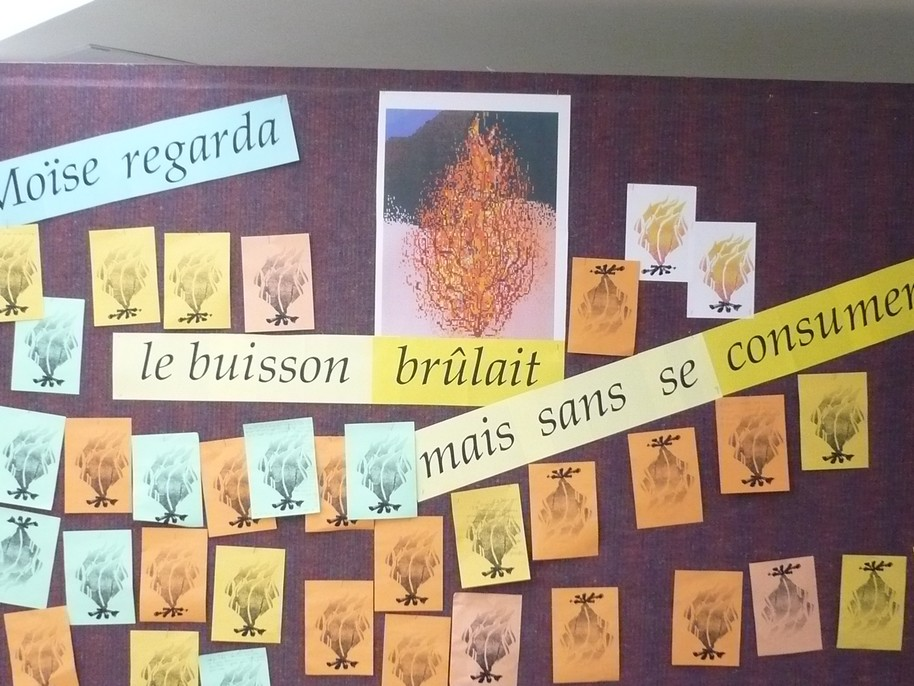 Moïse regarda
le buisson brûlait
mais sans se consumer